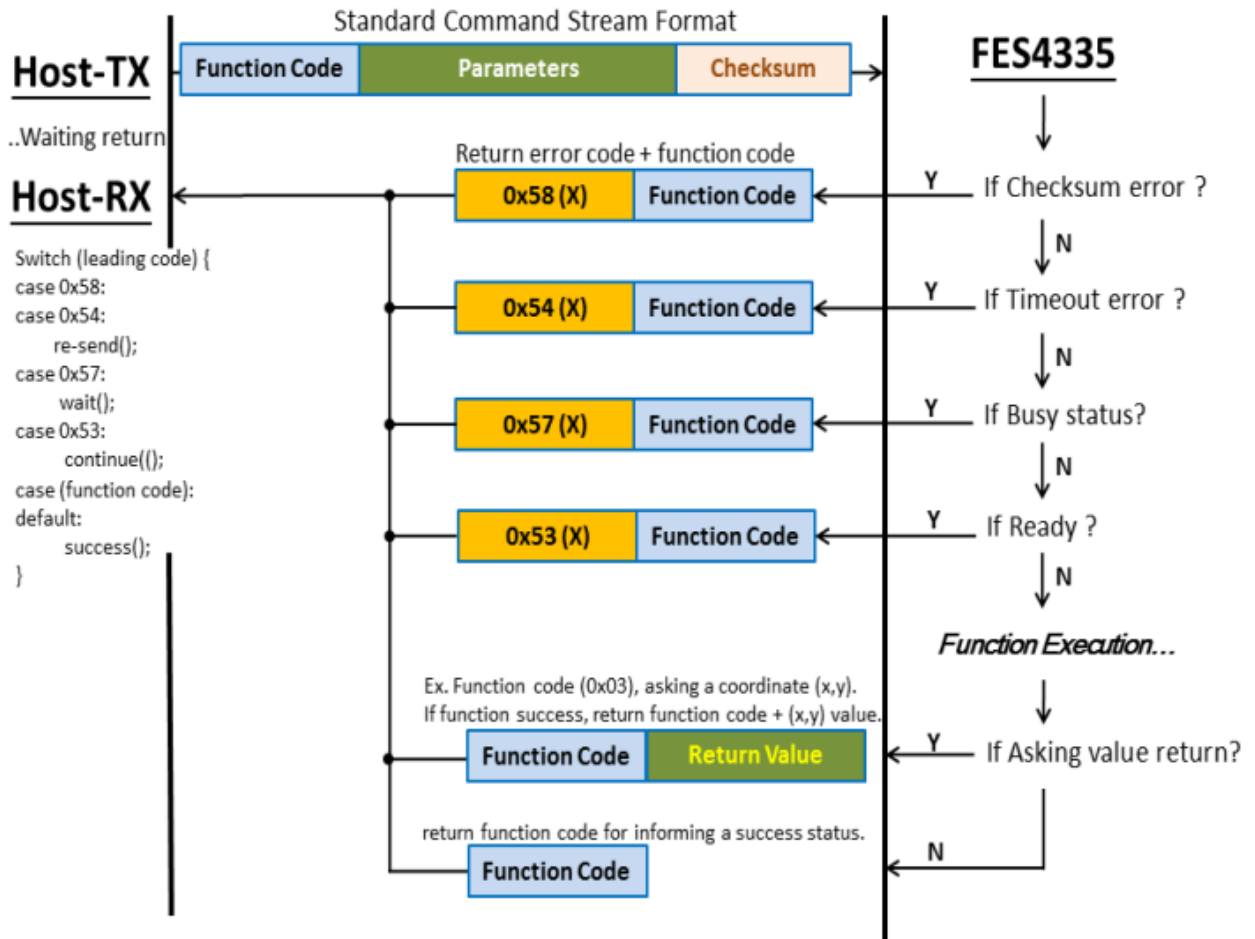 Standard Command Stream Format
Host-TX
Function Code
Parameters
Checksum
FES4335
..Waiting return
Return error code + function code
Host-RX
0x58 (X)
Function Code
Y
If Checksum error ?
N
Switch (leading code) {
case 0x58:
case 0x54:
re-send();
case 0x57:
wait();
case 0x53:
continue(();
case (function code):
default:
success();
}
0x54 (X)
Function Code
Y
If Timeout error ?
N
0x57 (X)
Function Code
Y
If Busy status?
N
0x53 (X)
Function Code
Y
If Ready ?
N
Function Execution...
Ex. Function code (0x03), asking a coordinate (x,y).
If function success, return function code + (x,y) value.
Function Code
Return Value
Y
If Asking value return?
return function code for informing a success status.
Function Code
N